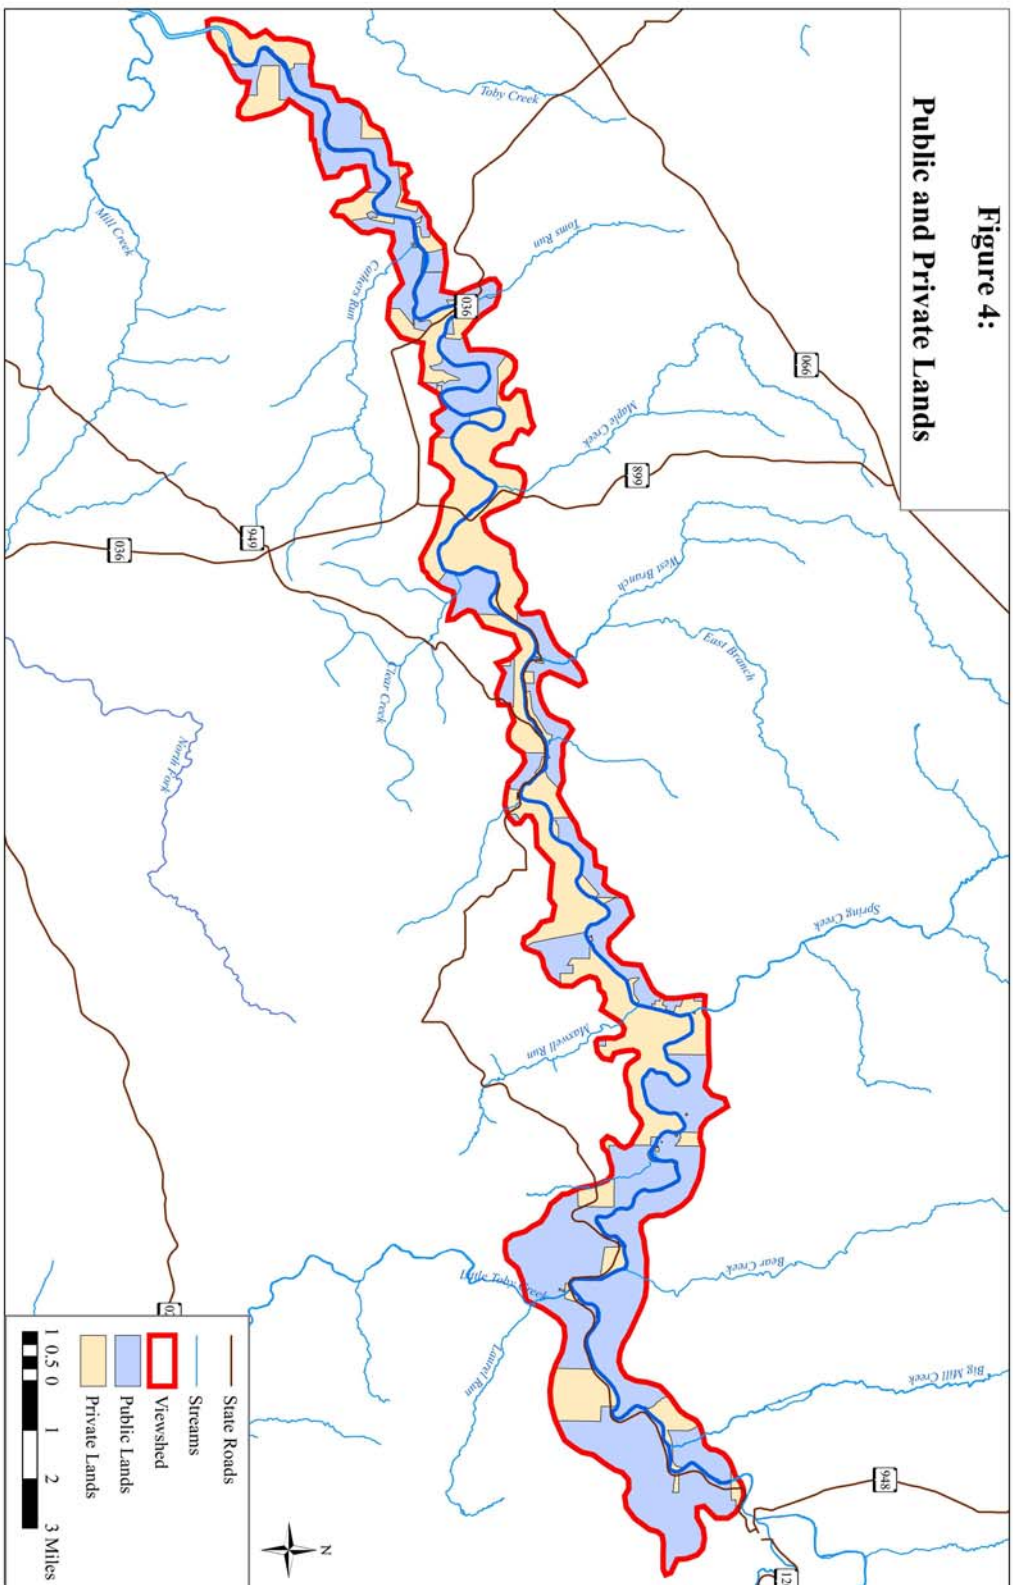 Figure 4:
Public and Private Lands
Toby Creek
Toms Run
Mill Creek
Cathers Run
036
066
Maple Creek
899
949
036
West Branch
East Branch
Clear Creek
North Fork
Spring Creek
Maxwell Run
Bear Creek
Little Toby Creek
Laurel Run
Big Mill Creek
948
State Roads
Streams
Viewshed
Public Lands
Private Lands
1 0.5 0 1 2 3 Miles
N